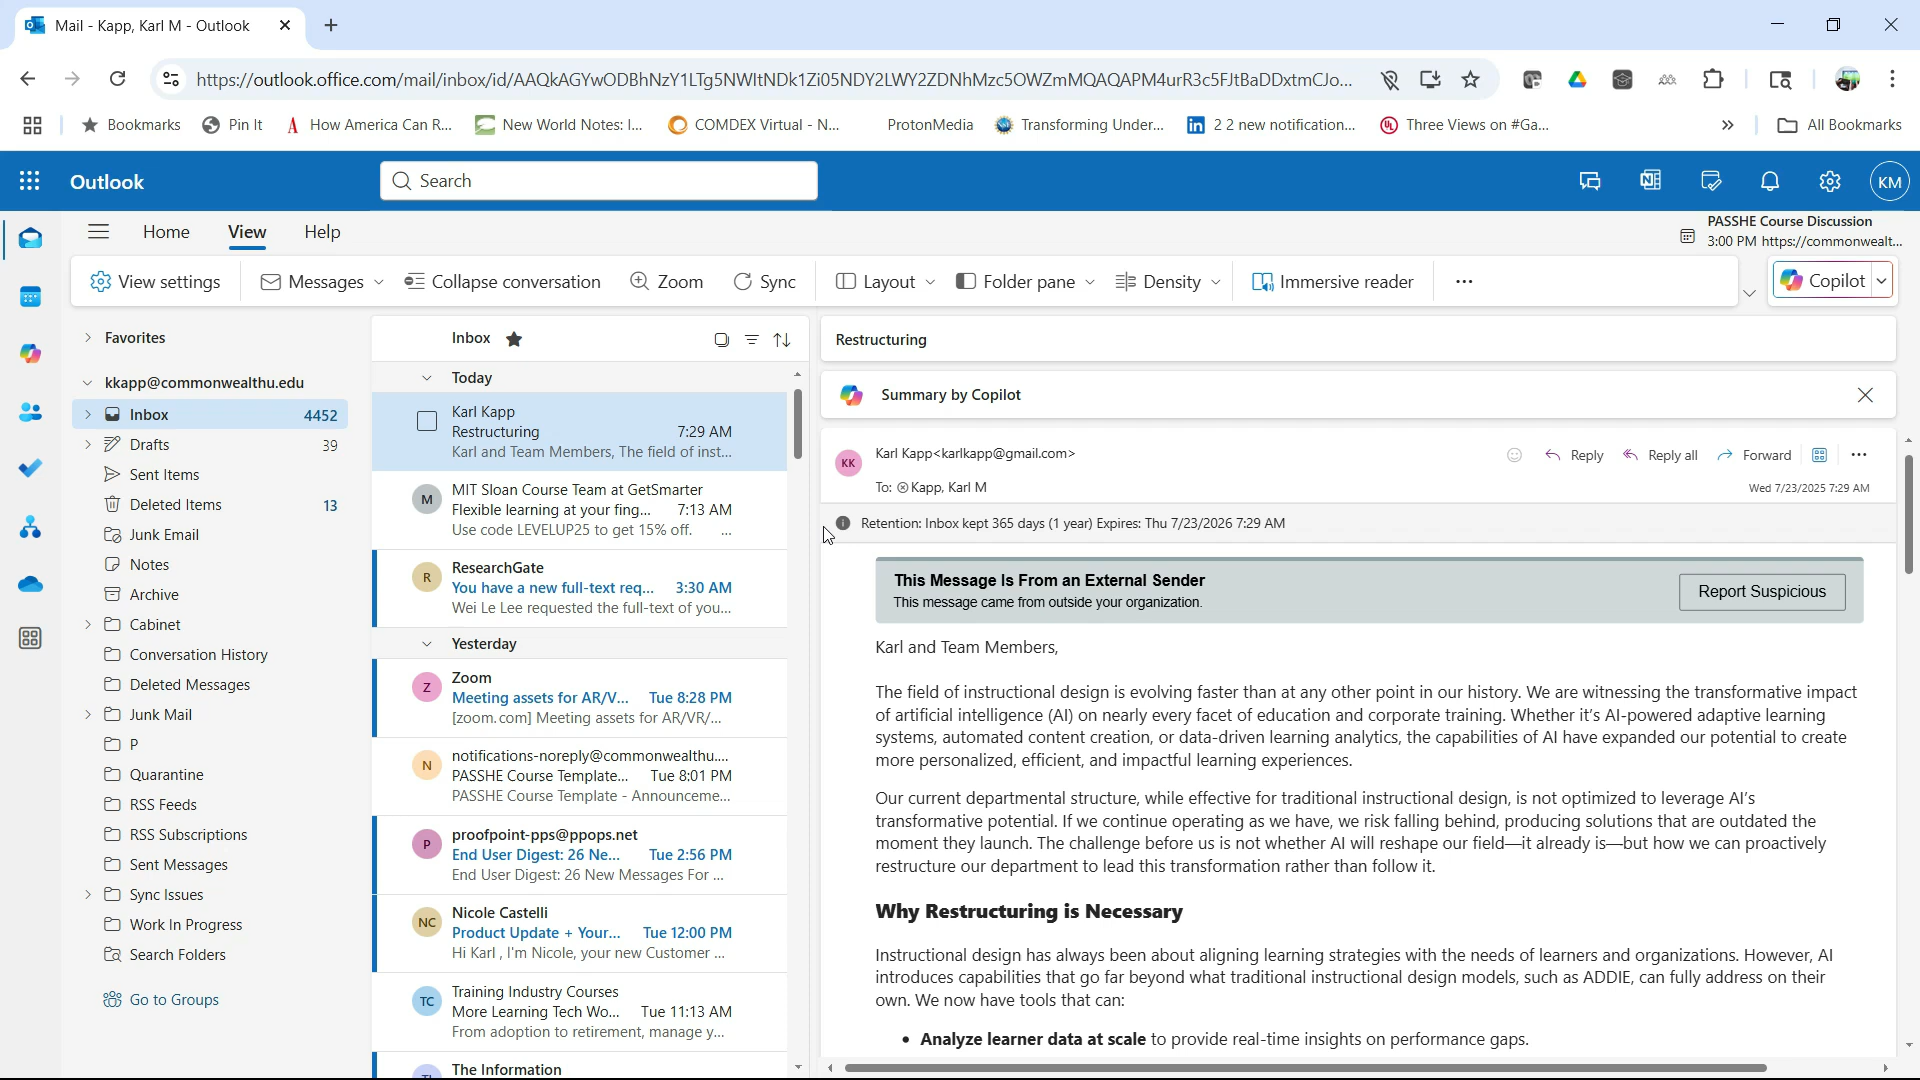 Mail - Kapp, Karl M - Outlook
https://outlook.office.com/mail/inbox/id/AAQkAGYwODBhNzY1LTg5NWItNDk1Zi05NDY2LWY2ZDNhMzc5OWZmMQAQAPM4urR3c5FJtBaDDxtmCJo...
Bookmarks
Pin It
How America Can R...
New World Notes: I...
COMDEX Virtual - N...
ProtonMedia
Transforming Under...
2 2 new notification...
Three Views on #Ga...
All Bookmarks
Outlook
Search
KM
Home
View
Help
PASSHE Course Discussion
3:00 PM https://commonwealt...
View settings
Messages
Collapse conversation
Zoom
Sync
Layout
Folder pane
Density
Immersive reader
Copilot
Favorites
kkapp@commonwealthu.edu
Inbox 4452
Drafts 39
Sent Items
Deleted Items 13
Junk Email
Notes
Archive
Cabinet
Conversation History
Deleted Messages
Junk Mail
P
Quarantine
RSS Feeds
RSS Subscriptions
Sent Messages
Sync Issues
Work In Progress
Search Folders
Go to Groups
Inbox
Today
Karl Kapp
Restructuring 7:29 AM
Karl and Team Members, The field of inst...
M
MIT Sloan Course Team at GetSmarter
Flexible learning at your fing... 7:13 AM
Use code LEVELUP25 to get 15% off. ...
R
ResearchGate
You have a new full-text req... 3:30 AM
Wei Le Lee requested the full-text of you...
Yesterday
Z
Zoom
Meeting assets for AR/V... Tue 8:28 PM
[zoom.com] Meeting assets for AR/VR/...
N
notifications-noreply@commonwealthu....
PASSHE Course Template... Tue 8:01 PM
PASSHE Course Template - Announceme...
P
proofpoint-pps@ppops.net
End User Digest: 26 Ne... Tue 2:56 PM
End User Digest: 26 New Messages For ...
NC
Nicole Castelli
Product Update + Your... Tue 12:00 PM
Hi Karl , I'm Nicole, your new Customer ...
TC
Training Industry Courses
More Learning Tech Wo... Tue 11:13 AM
From adoption to retirement, manage y...
The Information
Restructuring
Summary by Copilot
KK
Karl Kapp<karlkapp@gmail.com>
Reply
Reply all
Forward
To: Kapp, Karl M
Wed 7/23/2025 7:29 AM
Retention: Inbox kept 365 days (1 year) Expires: Thu 7/23/2026 7:29 AM
This Message Is From an External Sender
This message came from outside your organization.
Report Suspicious
Karl and Team Members,
The field of instructional design is evolving faster than at any other point in our history. We are witnessing the transformative impact
of artificial intelligence (AI) on nearly every facet of education and corporate training. Whether it's AI-powered adaptive learning
systems, automated content creation, or data-driven learning analytics, the capabilities of AI have expanded our potential to create
more personalized, efficient, and impactful learning experiences.
Our current departmental structure, while effective for traditional instructional design, is not optimized to leverage AI's
transformative potential. If we continue operating as we have, we risk falling behind, producing solutions that are outdated the
moment they launch. The challenge before us is not whether AI will reshape our field—it already is—but how we can proactively
restructure our department to lead this transformation rather than follow it.
Why Restructuring is Necessary
Instructional design has always been about aligning learning strategies with the needs of learners and organizations. However, AI
introduces capabilities that go far beyond what traditional instructional design models, such as ADDIE, can fully address on their
own. We now have tools that can:
• Analyze learner data at scale to provide real-time insights on performance gaps.